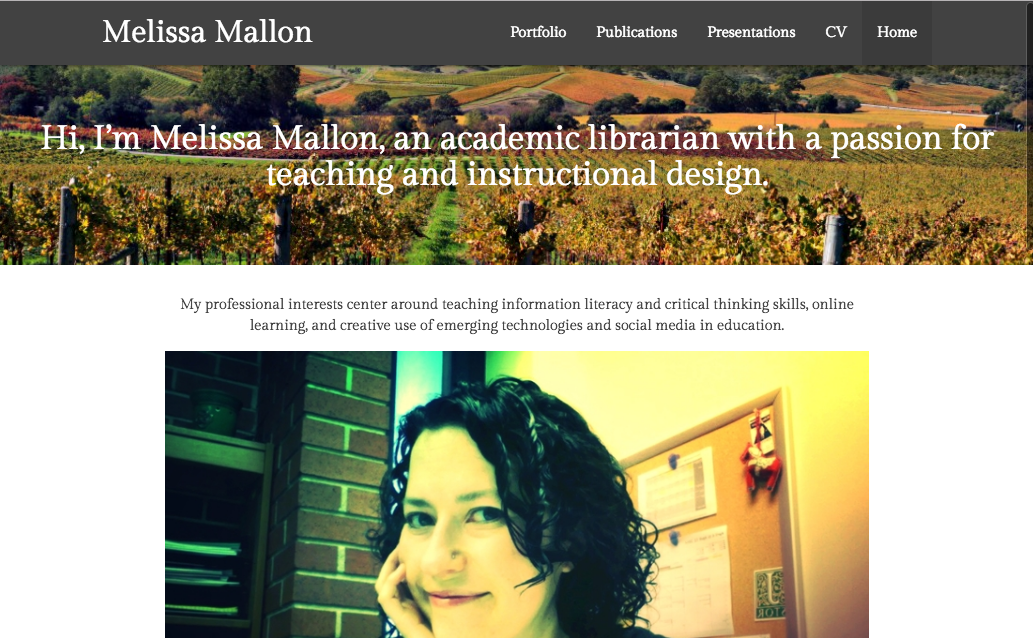 Melissa Mallon
Portfolio Publications Presentations CV Home
Hi, I’m Melissa Mallon, an academic librarian with a passion for
teaching and instructional design.
My professional interests center around teaching information literacy and critical thinking skills, online
learning, and creative use of emerging technologies and social media in education.